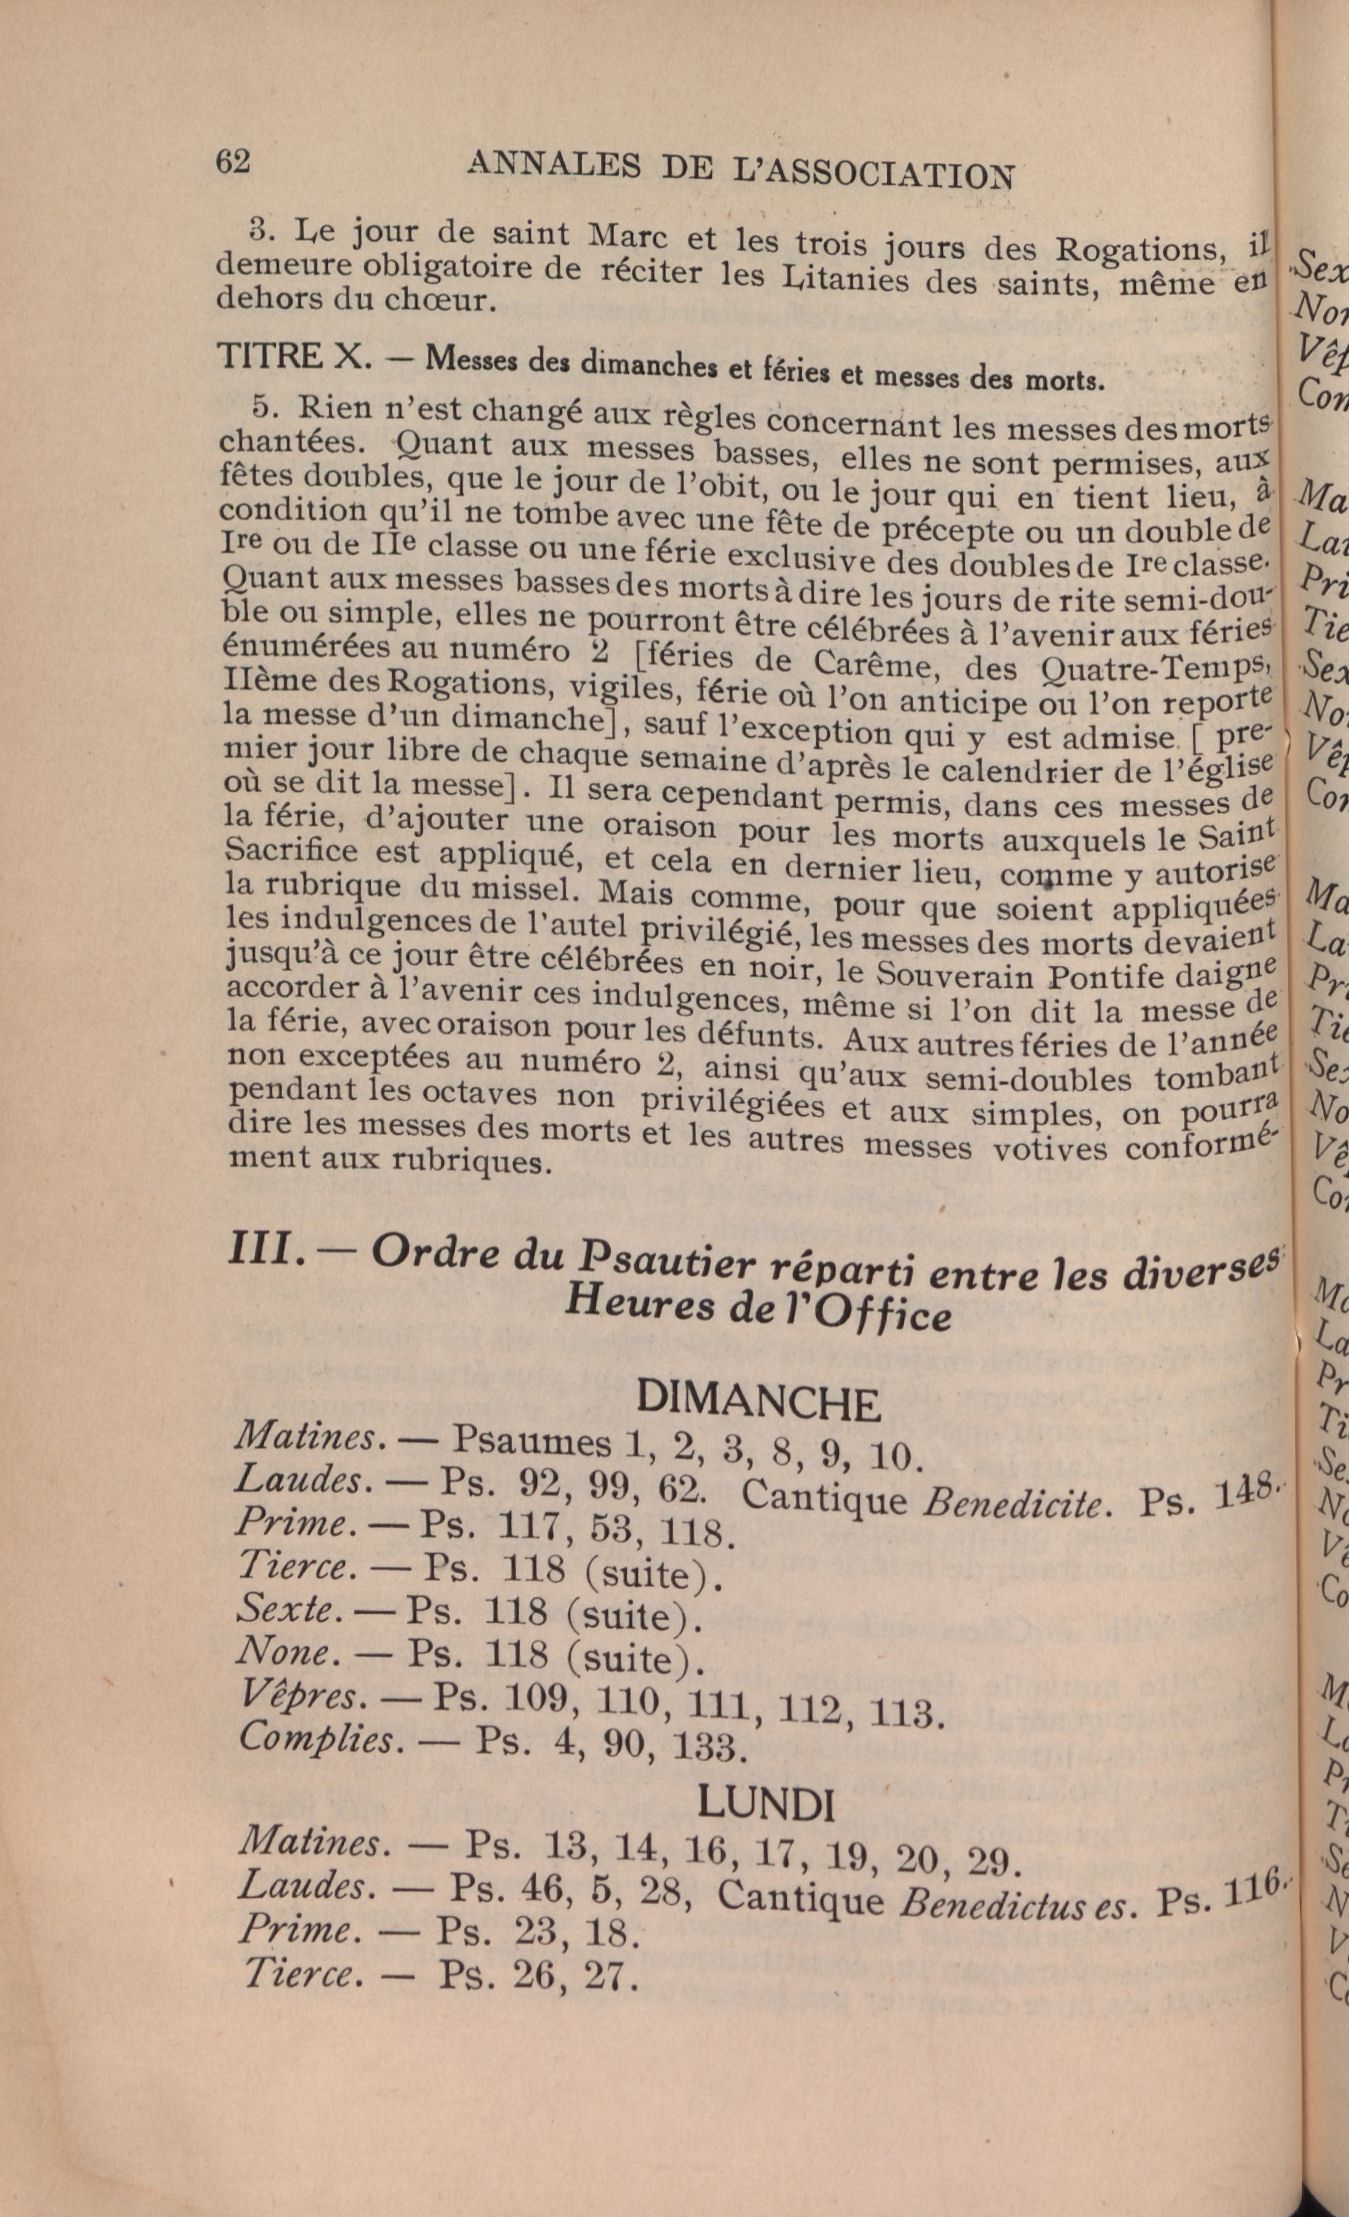 62 ANNALES DE L'ASSOCIATION
3. Le jour de saint Marc et les trois jours des Rogations, il
demeure obligatoire de réciter les Litanies des saints, même en
dehors du chœur.
TITRE X. — Messes des dimanches et féries et messes des morts.
5. Rien n'est changé aux règles concernant les messes des morts
chantées. Quant aux messes basses, elles ne sont permises, aux
fêtes doubles, que le jour de l'obit, ou le jour qui en tient lieu, à
condition qu'il ne tombe avec une fête de précepte ou un double de
Ire ou de IIe classe ou une férie exclusive des doubles de Ire classe.
Quant aux messes basses des morts à dire les jours de rite semi-dou-
ble ou simple, elles ne pourront être célébrées à l'avenir aux féries
énumérées au numéro 2 [féries de Carême, des Quatre-Temps,
IIème des Rogations, vigiles, férie où l'on anticipe ou l'on reporte
la messe d'un dimanche], sauf l'exception qui y est admise [ pre-
mier jour libre de chaque semaine d'après le calendrier de l'église
où se dit la messe]. Il sera cependant permis, dans ces messes de
la férie, d'ajouter une oraison pour les morts auxquels le Saint
Sacrifice est appliqué, et cela en dernier lieu, comme y autorise
la rubrique du missel. Mais comme, pour que soient appliquées
les indulgences de l'autel privilégié, les messes des morts devaient
jusqu'à ce jour être célébrées en noir, le Souverain Pontife daigne
accorder à l'avenir ces indulgences, même si l'on dit la messe de
la férie, avec oraison pour les défunts. Aux autres féries de l'année
non exceptées au numéro 2, ainsi qu'aux semi-doubles tombant
pendant les octaves non privilégiées et aux simples, on pourra
dire les messes des morts et les autres messes votives conformé-
ment aux rubriques.
III. — Ordre du Psautier réparti entre les diverses
Heures de l'Office
DIMANCHE
Matines. — Psaumes 1, 2, 3, 8, 9, 10.
Laudes. — Ps. 92, 99, 62. Cantique Benedicite. Ps. 148.
Prime. — Ps. 117, 53, 118.
Tierce. — Ps. 118 (suite).
Sexte. — Ps. 118 (suite).
None. — Ps. 118 (suite).
Vêpres. — Ps. 109, 110, 111, 112, 113.
Complies. — Ps. 4, 90, 133.
LUNDI
Matines. — Ps. 13, 14, 16, 17, 19, 20, 29.
Laudes. — Ps. 46, 5, 28, Cantique Benedictus es. Ps. 116.
Prime. — Ps. 23, 18.
Tierce. — Ps. 26, 27.